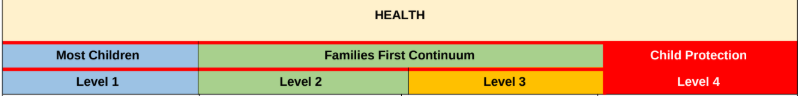 HEALTH
Most Children Families First Continuum Child Protection
Level 1 Level 2 Level 3 Level 4